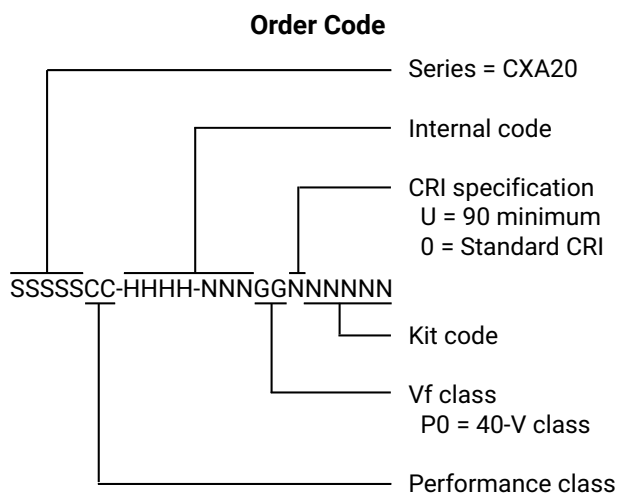 Order Code
Series = CXA20
Internal code
CRI specification
U = 90 minimum
0 = Standard CRI
SSSSSCC-HHHH-NNNGGNNNNNNN
Kit code
Vf class
P0 = 40-V class
Performance class